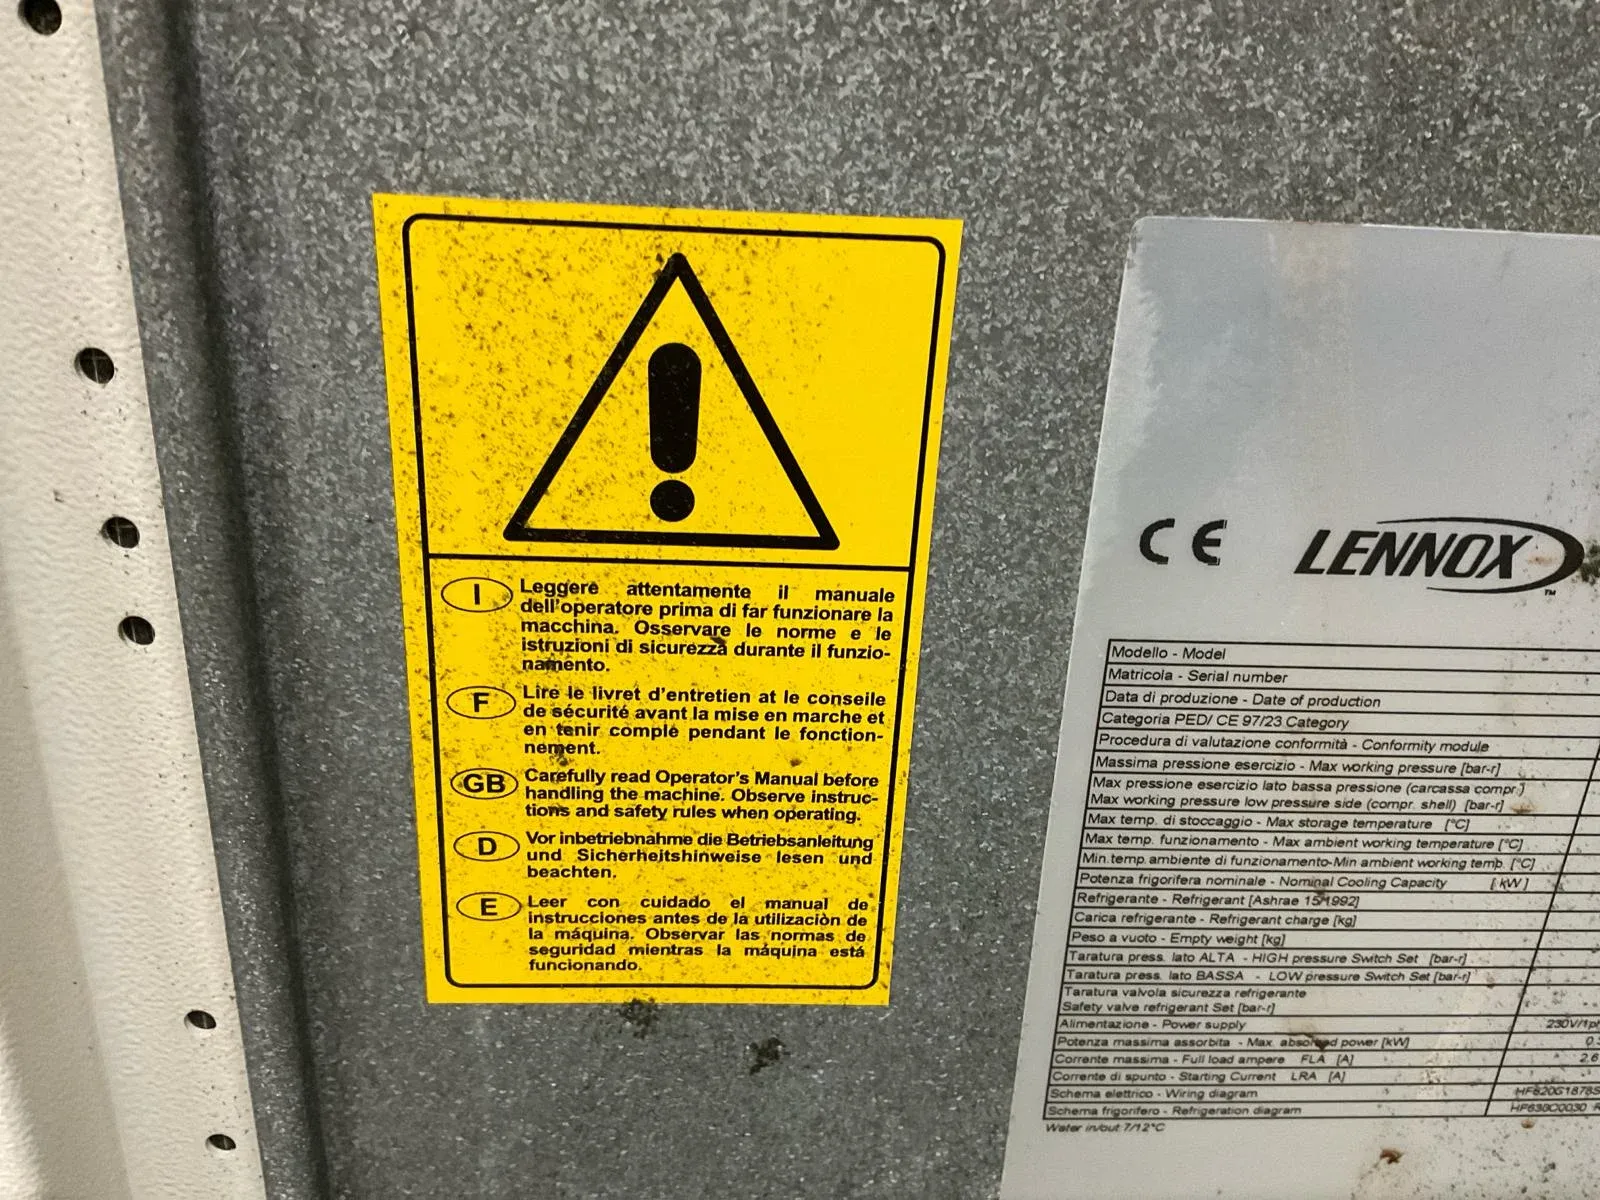 I
Leggere attentamente il manuale
dell'operatore prima di far funzionare la
macchina. Osservare le norme e le
istruzioni di sicurezza durante il funzio-
namento.
F
Lire le livret d'entretien at le conseile
de sécurité avant la mise en marche et
en tenir complè pendant le fonction-
nement.
GB
Carefully read Operator's Manual before
handling the machine. Observe instruc-
tions and safety rules when operating.
D
Vor inbetriebnahme die Betriebsanleitung
und Sicherheitshinweise lesen und
beachten.
E
Leer con cuidado el manual de
instrucciones antes de la utilizaciòn de
la máquina. Observar las normas de
seguridad mientras la máquina está
funcionando.
CE LENNOX TM
Modello - Model
Matricola - Serial number
Data di produzione - Date of production
Categoria PED/ CE 97/23 Category
Procedura di valutazione conformità - Conformity module
Massima pressione esercizio - Max working pressure [bar-r]
Max pressione esercizio lato bassa pressione (carcassa compr.)
Max working pressure low pressure side (compr. shell) [bar-r]
Max temp. di stoccaggio - Max storage temperature [°C]
Max temp. funzionamento - Max ambient working temperature [°C]
Min.temp.ambiente di funzionamento-Min ambient working temp. [°C]
Potenza frigorifera nominale - Nominal Cooling Capacity [kW]
Refrigerante - Refrigerant [Ashrae 15/1992]
Carica refrigerante - Refrigerant charge [kg]
Peso a vuoto - Empty weight [kg]
Taratura press. lato ALTA - HIGH pressure Switch Set [bar-r]
Taratura press. lato BASSA - LOW pressure Switch Set [bar-r]
Taratura valvola sicurezza refrigerante
Safety valve refrigerant Set [bar-r]
Alimentazione - Power supply 230V/1ph
Potenza massima assorbita - Max. absorbed power [kW]
Corrente massima - Full load ampere FLA [A] 2.6
Corrente di spunto - Starting Current LRA [A]
Schema elettrico - Wiring diagram
Schema frigorifero - Refrigeration diagram
Water in/out 7/12°C